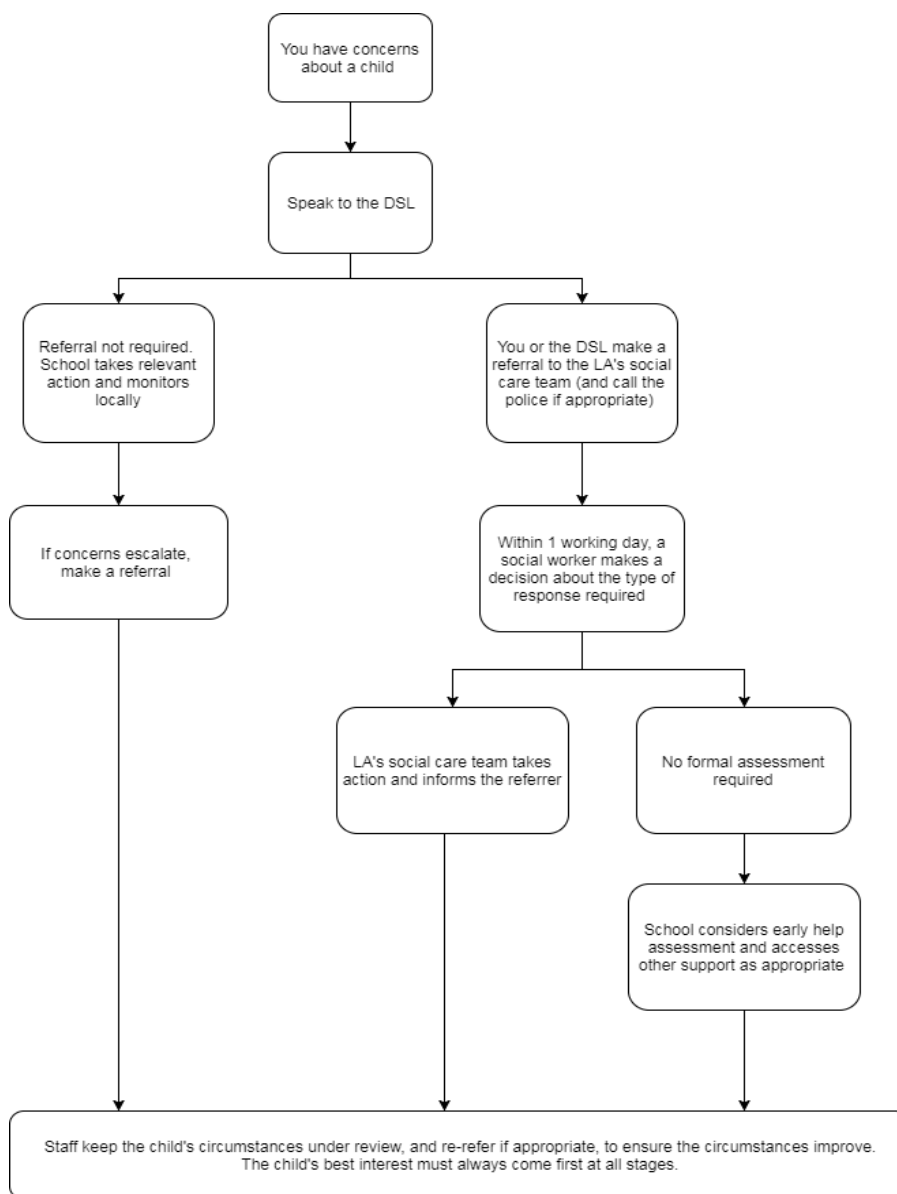 You have concerns
about a child
Speak to the DSL
Referral not required.
School takes relevant
action and monitors
locally
You or the DSL make a
referral to the LA's social
care team (and call the
police if appropriate)
If concerns escalate,
make a referral
Within 1 working day, a
social worker makes a
decision about the type of
response required
LA's social care team takes
action and informs the referrer
No formal assessment
required
School considers early help
assessment and accesses
other support as appropriate
Staff keep the child's circumstances under review, and re-refer if appropriate, to ensure the circumstances improve.
The child's best interest must always come first at all stages.